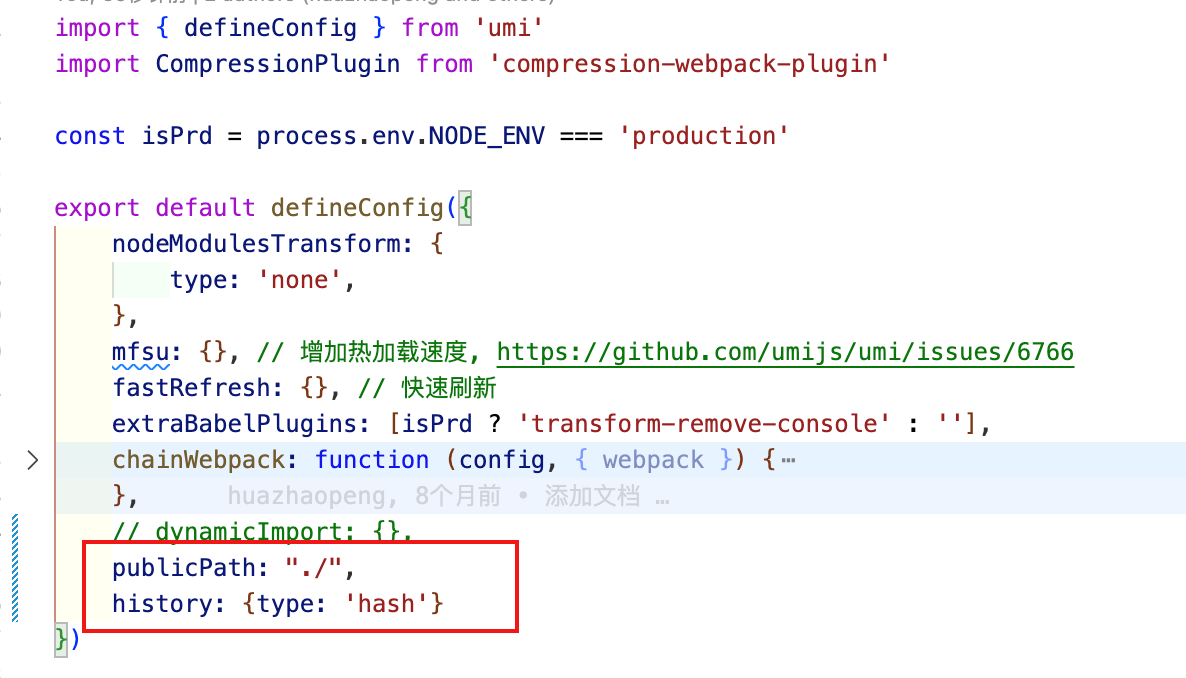 import { defineConfig } from 'umi'
import CompressionPlugin from 'compression-webpack-plugin'
const isPrd = process.env.NODE_ENV === 'production'
export default defineConfig({
nodeModulesTransform: {
type: 'none',
},
mfsu: {}, // 增加热加载速度, https://github.com/umijs/umi/issues/6766
fastRefresh: {}, // 快速刷新
extraBabelPlugins: [isPrd ? 'transform-remove-console' : ''],
chainWebpack: function (config, { webpack }) {⋯
}, huazhaopeng, 8个月前 • 添加文档 …
// dynamicImport: {},
publicPath: "./",
history: {type: 'hash'}
})